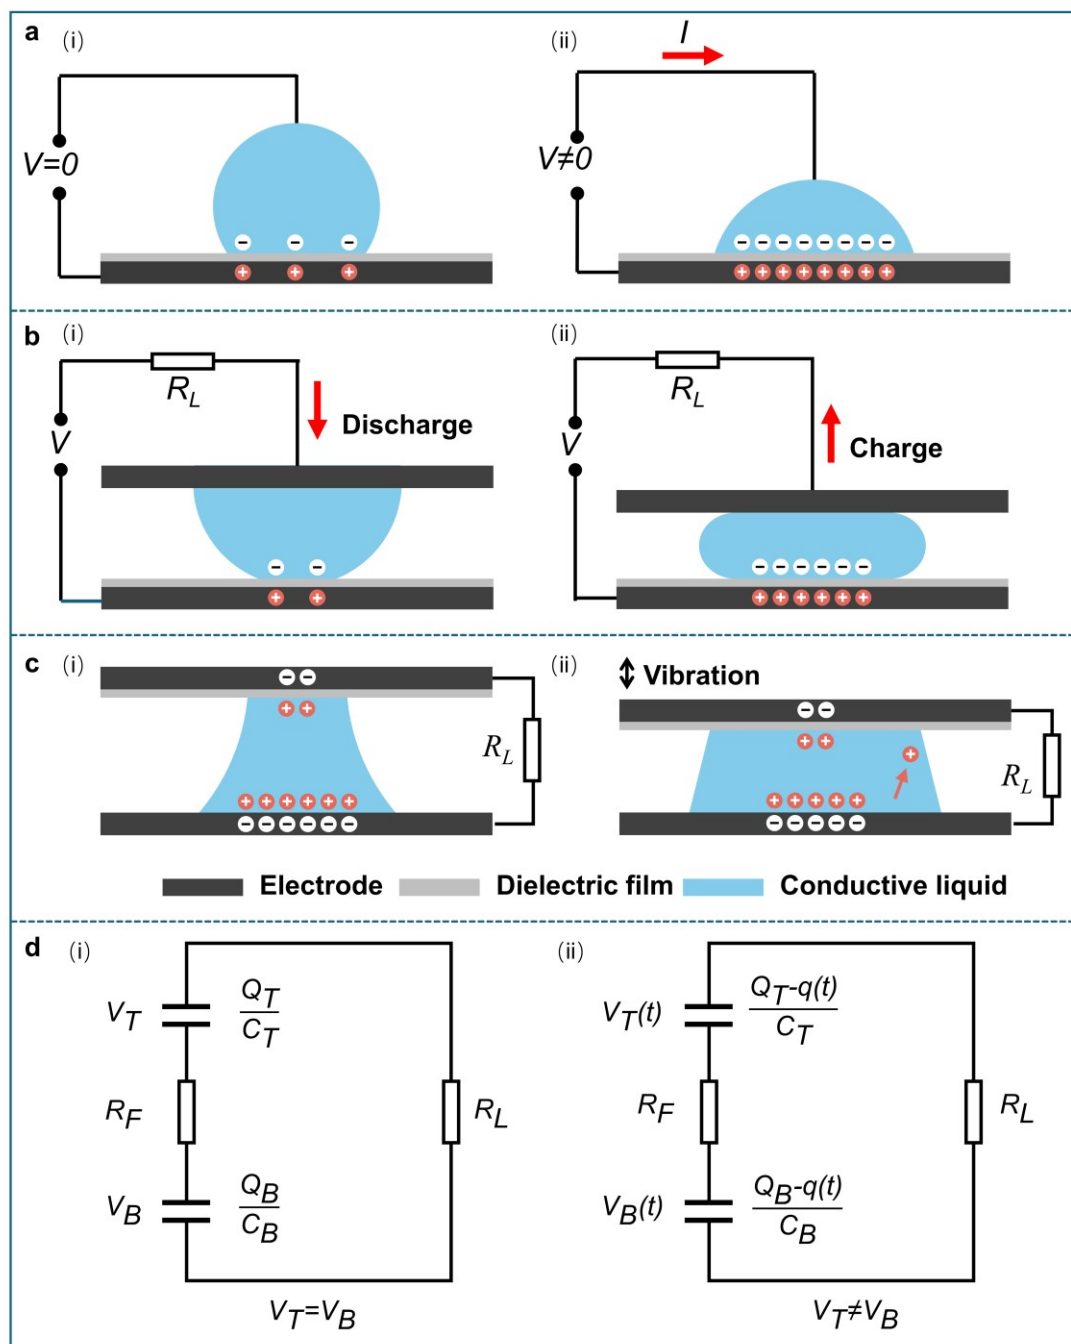 a (i)
V=0
(ii)
I
V≠0
b (i)
R_L
V
Discharge
(ii)
R_L
V
Charge
c (i)
R_L
(ii)
Vibration
R_L
Electrode Dielectric film Conductive liquid
d (i)
V_T
Q_T
C_T
R_F
R_L
V_B
Q_B
C_B
V_T=V_B
(ii)
V_T(t)
Q_T-q(t)
C_T
R_F
R_L
V_B(t)
Q_B-q(t)
C_B
V_T≠V_B